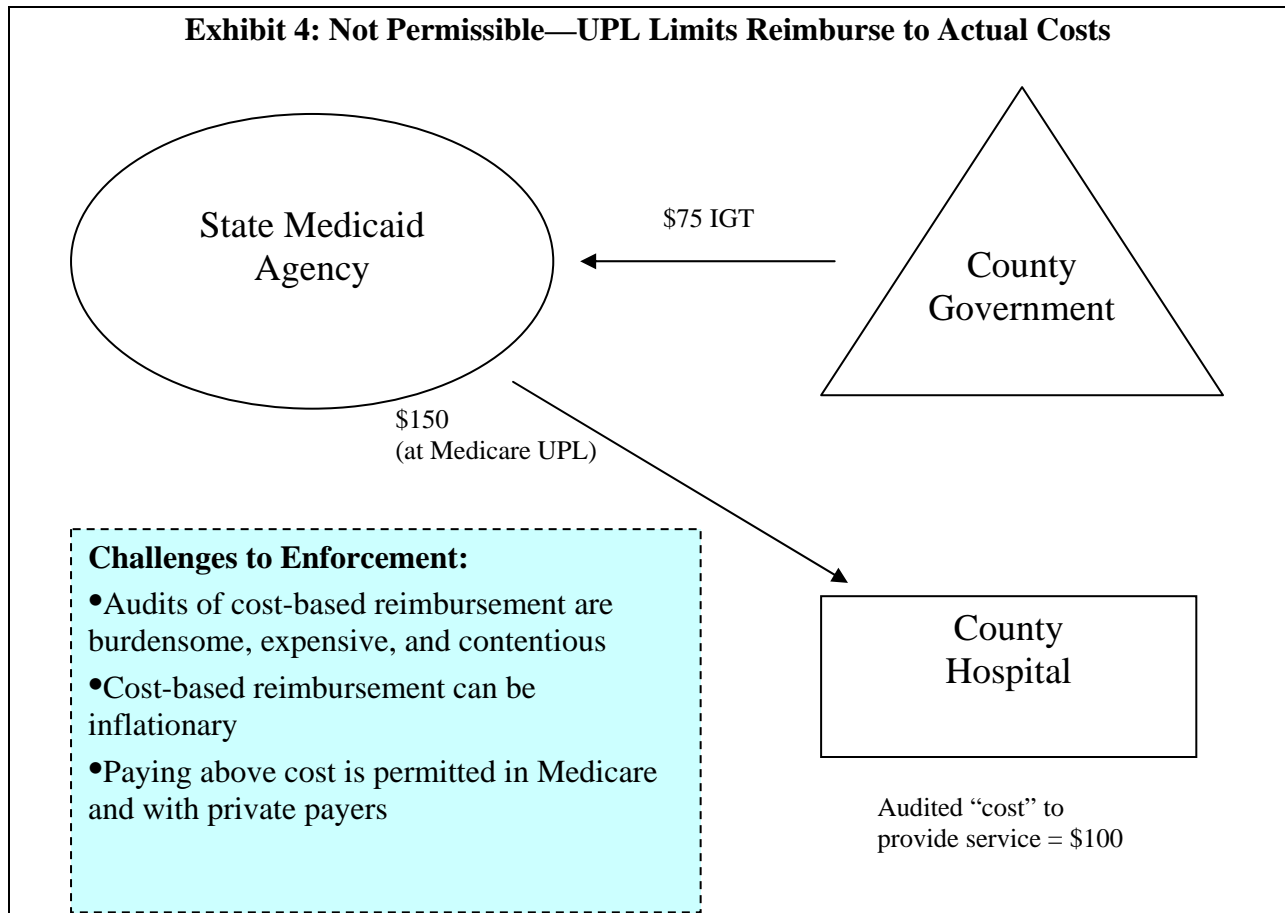 Exhibit 4: Not Permissible—UPL Limits Reimburse to Actual Costs
State Medicaid
Agency
$75 IGT
County
Government
$150
(at Medicare UPL)
Challenges to Enforcement:
•Audits of cost-based reimbursement are
burdensome, expensive, and contentious
•Cost-based reimbursement can be
inflationary
•Paying above cost is permitted in Medicare
and with private payers
County
Hospital
Audited “cost” to
provide service = $100